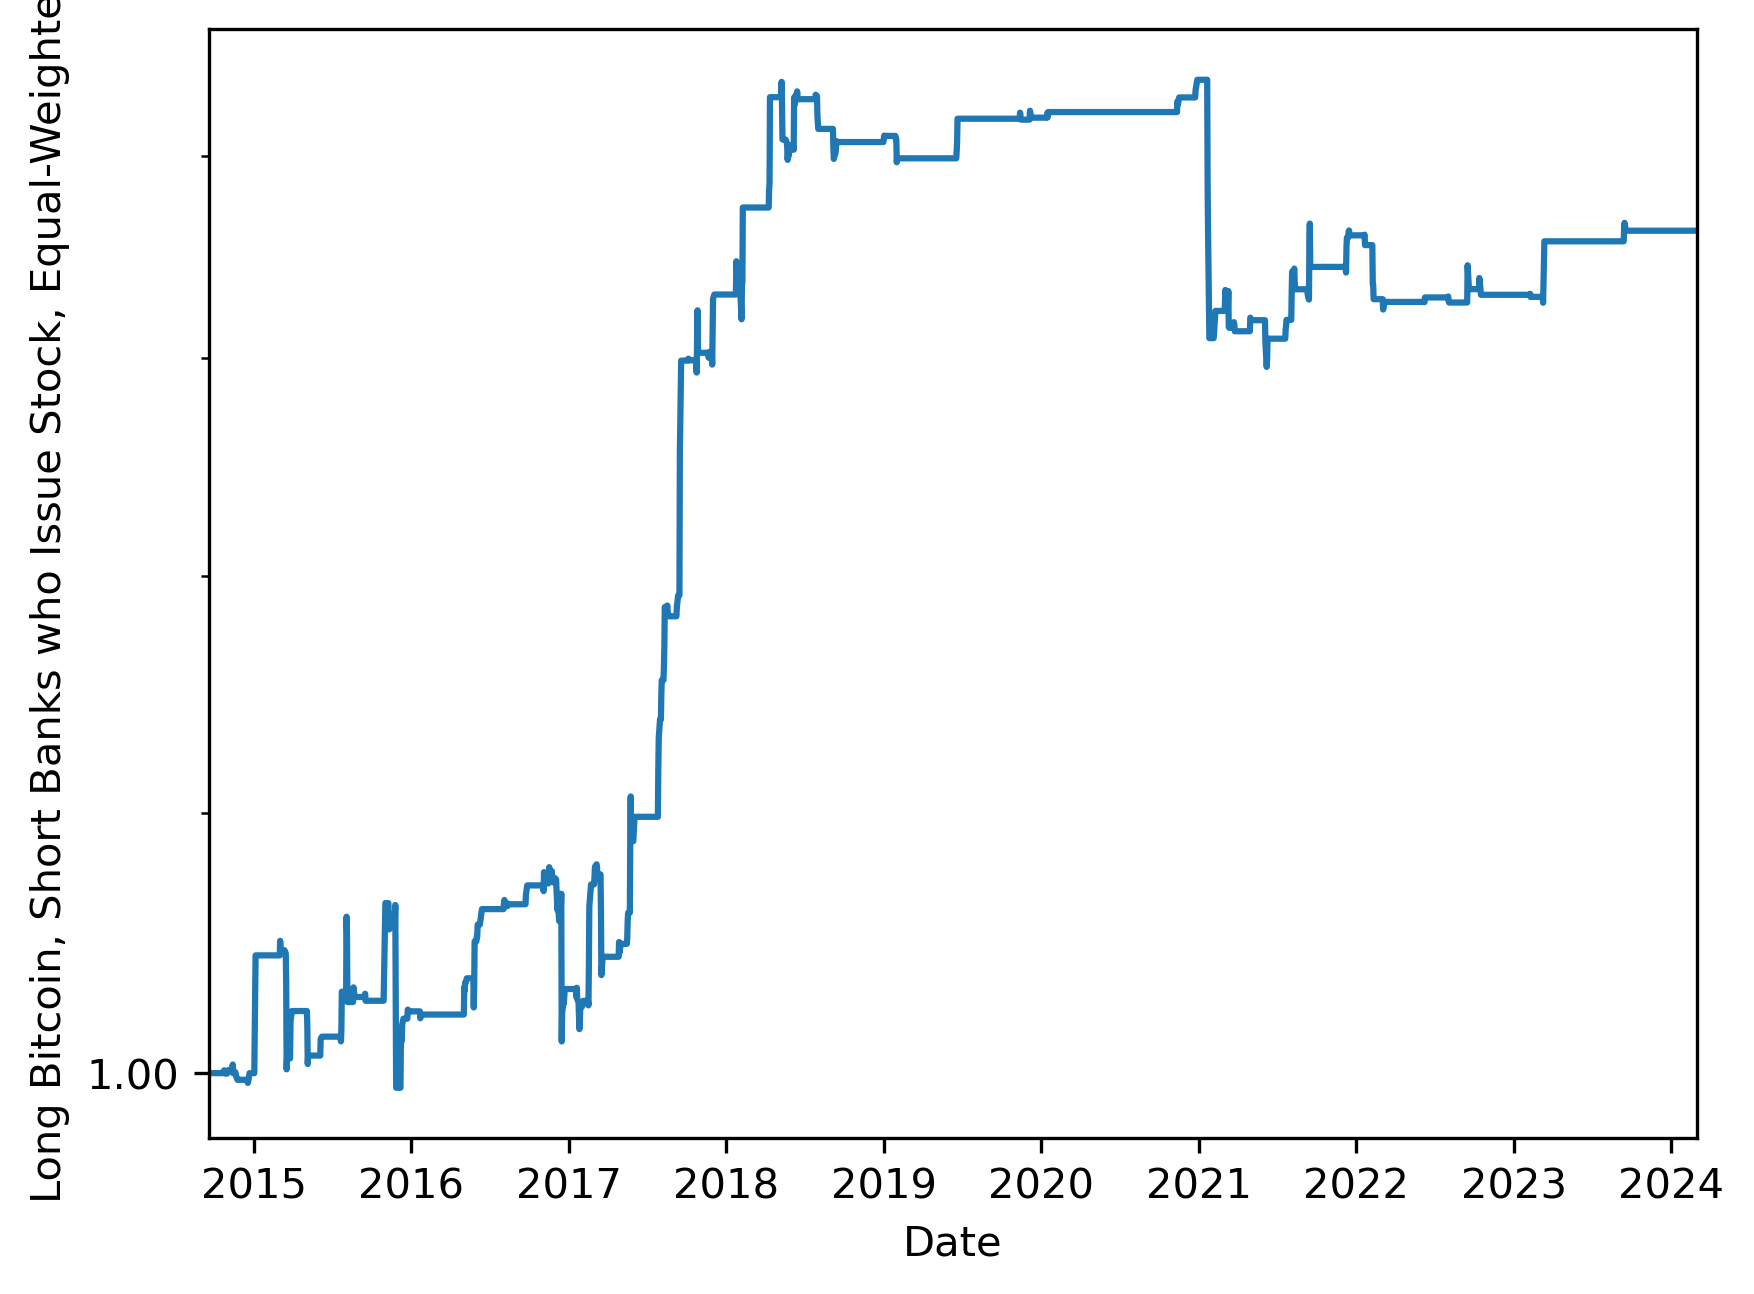 Long Bitcoin, Short Banks who Issue Stock, Equal-Weighte
1.00
2015 2016 2017 2018 2019 2020 2021 2022 2023 2024
Date